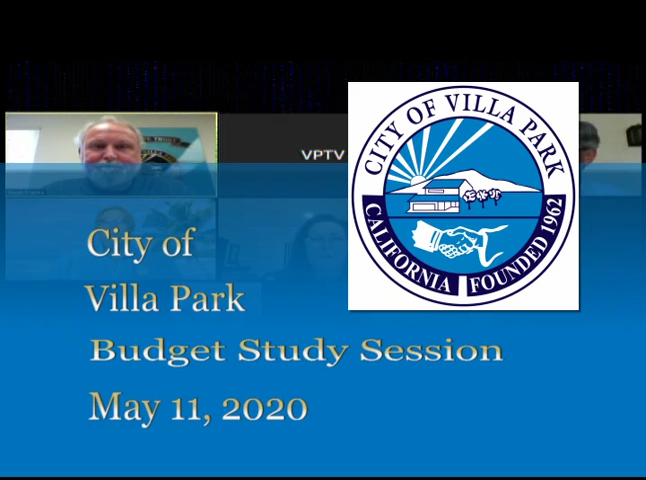 VPTV
CITY OF VILLA PARK
CALIFORNIA
FOUNDED 1962
City of
Villa Park
Budget Study Session
May 11, 2020